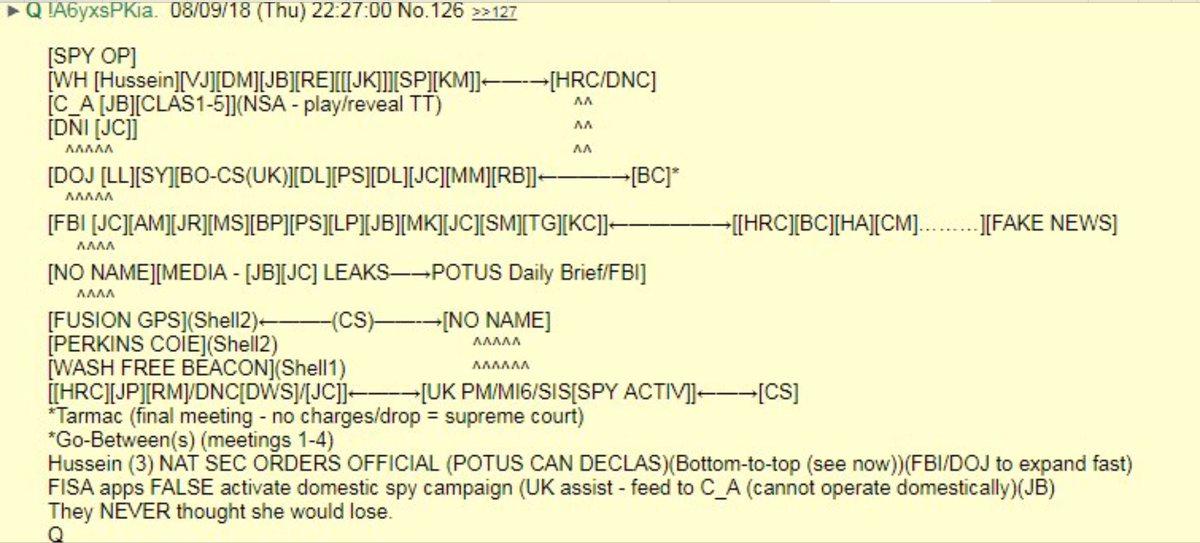 ► Q !A6yxsPKia. 08/09/18 (Thu) 22:27:00 No.126 >>127
[SPY OP]
[WH [Hussein][VJ][DM][JB][RE][[[JK]]][SP][KM]]←——-→[HRC/DNC]
[C_A [JB][CLAS1-5]](NSA - play/reveal TT) ^^
[DNI [JC]] ^^
^^^^^ ^^
[DOJ [LL][SY][BO-CS(UK)][DL][PS][DL][JC][MM][RB]]←————→[BC]*
^^^^^
[FBI [JC][AM][JR][MS][BP][PS][LP][JB][MK][JC][SM][TG][KC]]←—————→[[HRC][BC][HA][CM]………][FAKE NEWS]
^^^^
[NO NAME][MEDIA - [JB][JC] LEAKS—→POTUS Daily Brief/FBI]
^^^^
[FUSION GPS](Shell2)←———(CS)——-→[NO NAME]
[PERKINS COIE](Shell2) ^^^^^
[WASH FREE BEACON](Shell1) ^^^^^^
[[HRC][JP][RM]/DNC[DWS]/[JC]]←——→[UK PM/MI6/SIS[SPY ACTIV]]←——→[CS]
*Tarmac (final meeting - no charges/drop = supreme court)
*Go-Between(s) (meetings 1-4)
Hussein (3) NAT SEC ORDERS OFFICIAL (POTUS CAN DECLAS)(Bottom-to-top (see now))(FBI/DOJ to expand fast)
FISA apps FALSE activate domestic spy campaign (UK assist - feed to C_A (cannot operate domestically)(JB)
They NEVER thought she would lose.
Q